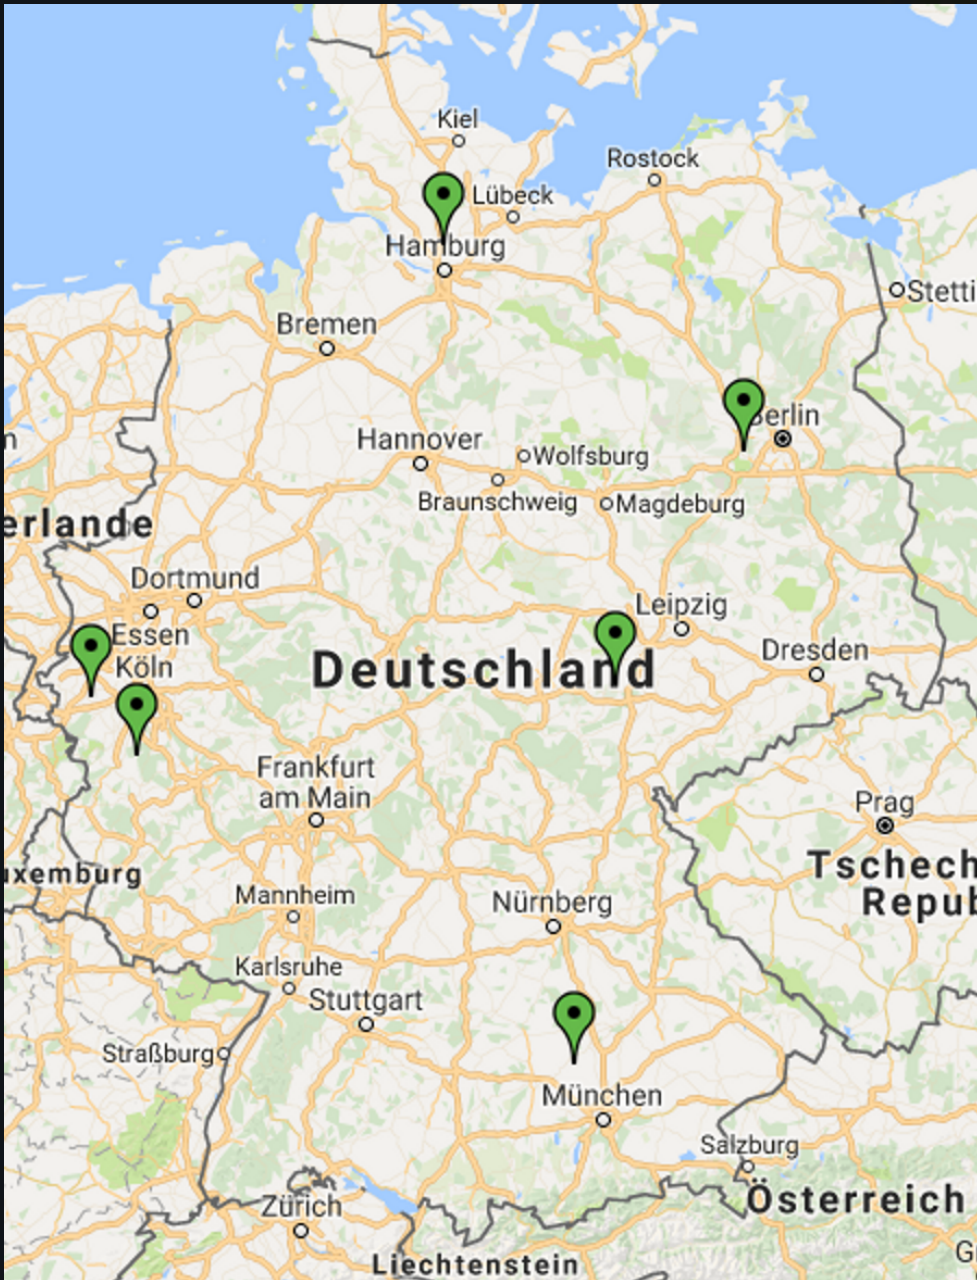 Kiel
Rostock
Lübeck
Hamburg
Stetti
Bremen
Berlin
n
Hannover
Wolfsburg
Braunschweig
Magdeburg
erlande
Dortmund
Leipzig
Essen
Köln
Deutschland
Dresden
Frankfurt
am Main
Prag
uxemburg
Tschech
Repub
Mannheim
Nürnberg
Karlsruhe
Stuttgart
Straßburg
München
Salzburg
Österreich
Zürich
G
Liechtenstein